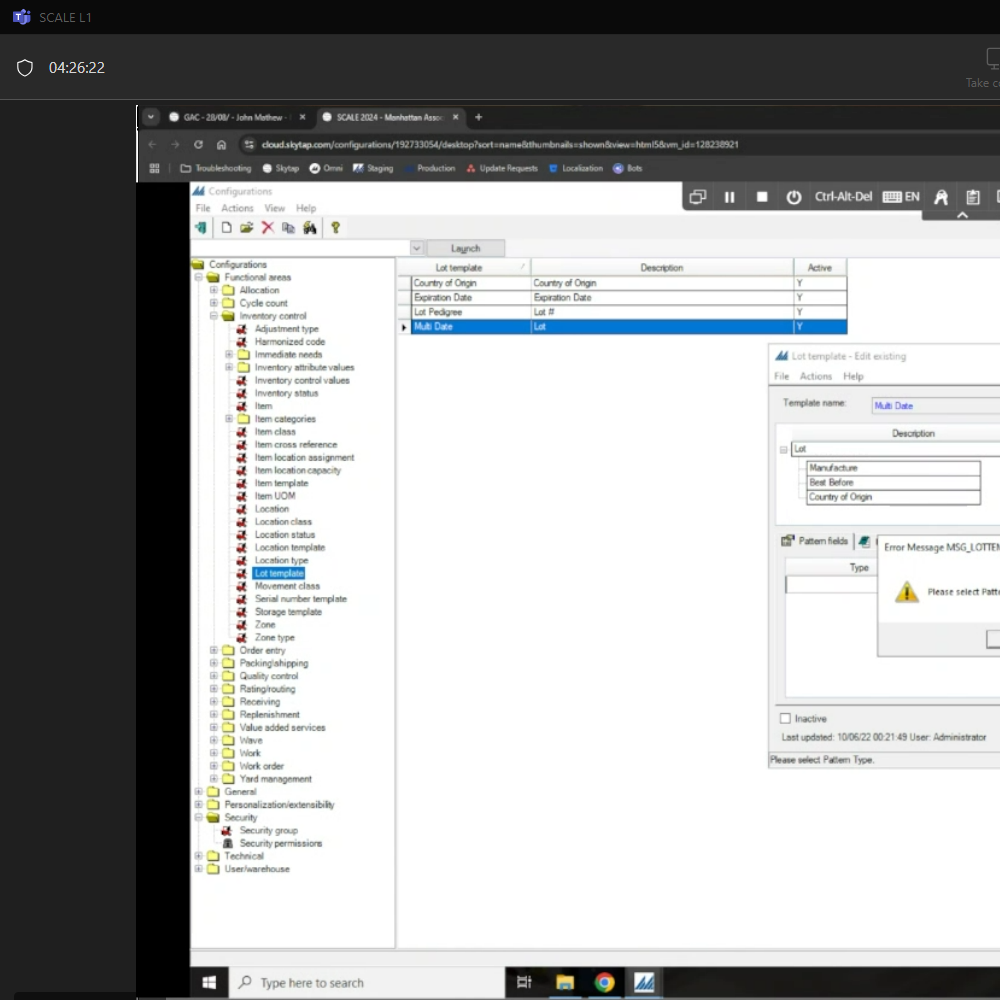 SCALE L1
04:26:22
Take
GAC - 28/08/ - John Mathew -
SCALE 2024 - Manhattan Asso
cloud.skytap.com/configurations/192733054/desktop?sort=name&thumbnails=shown&view=html5&vm_id=128238921
Troubleshooting Skytap Omni Staging Production Update Requests Localization Bots
Configurations
Ctrl-Alt-Del EN
File Actions View Help
Launch
Configurations
Functional areas
Allocation
Cycle count
Inventory control
Adjustment type
Harmonized code
Immediate needs
Inventory attribute values
Inventory control values
Inventory status
Item
Item categories
Item class
Item cross reference
Item location assignment
Item location capacity
Item template
Item UOM
Location
Location class
Location status
Location template
Location type
Lot template
Movement class
Serial number template
Storage template
Zone
Zone type
Order entry
Packing\shipping
Quality control
Rating/routing
Receiving
Replenishment
Value added services
Wave
Work
Work order
Yard management
General
Personalization/extensibility
Security
Security group
Security permissions
Technical
User/warehouse
Lot template Description Active
Country of Origin Country of Origin Y
Expiration Date Expiration Date Y
Lot Pedigree Lot # Y
Multi Date Lot Y
Lot template - Edit existing
File Actions Help
Template name: Multi Date
Description
Lot
Manufacture
Best Before
Country of Origin
Pattern fields
Type
Error Message MSG_LOTTEM
Please select Patte
Inactive
Last updated: 10/06/22 00:21:49 User: Administrator
Please select Pattern Type.
Type here to search